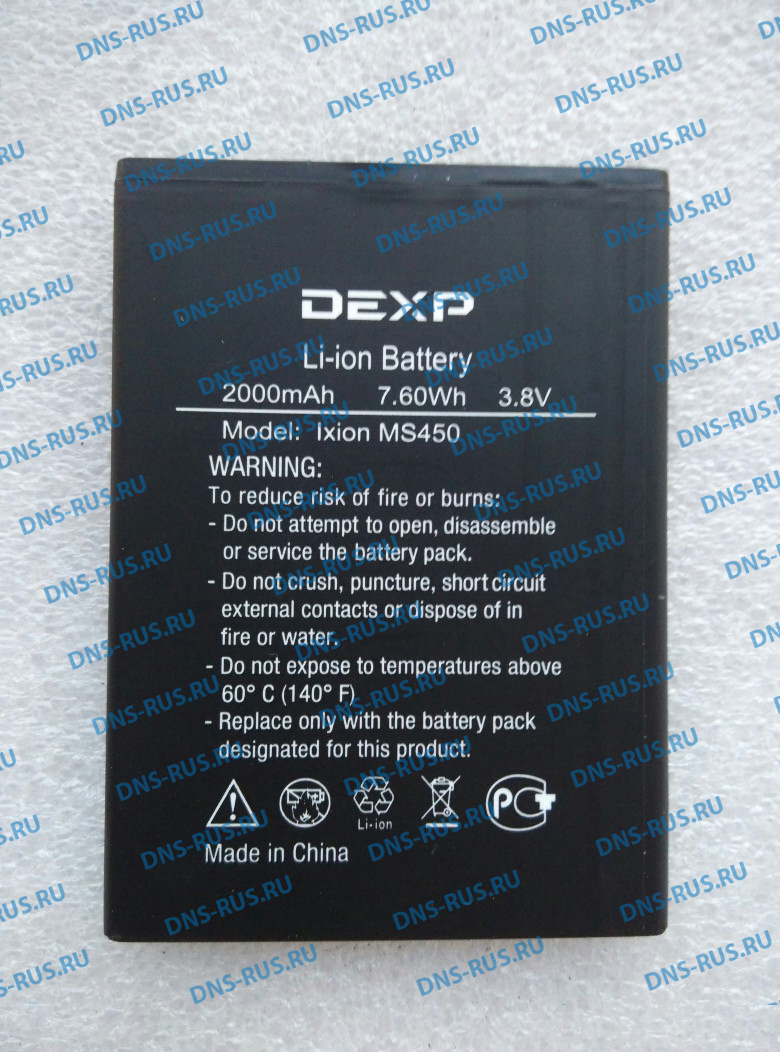 DEXP
Li-ion Battery
2000mAh 7.60Wh 3.8V
Model: Ixion MS450
WARNING:
To reduce risk of fire or burns:
- Do not attempt to open, disassemble
or service the battery pack.
- Do not crush, puncture, short circuit
external contacts or dispose of in
fire or water.
- Do not expose to temperatures above
60° C (140° F)
- Replace only with the battery pack
designated for this product.
Li-ion
PCT
Made in China
DNS-RUS.RU